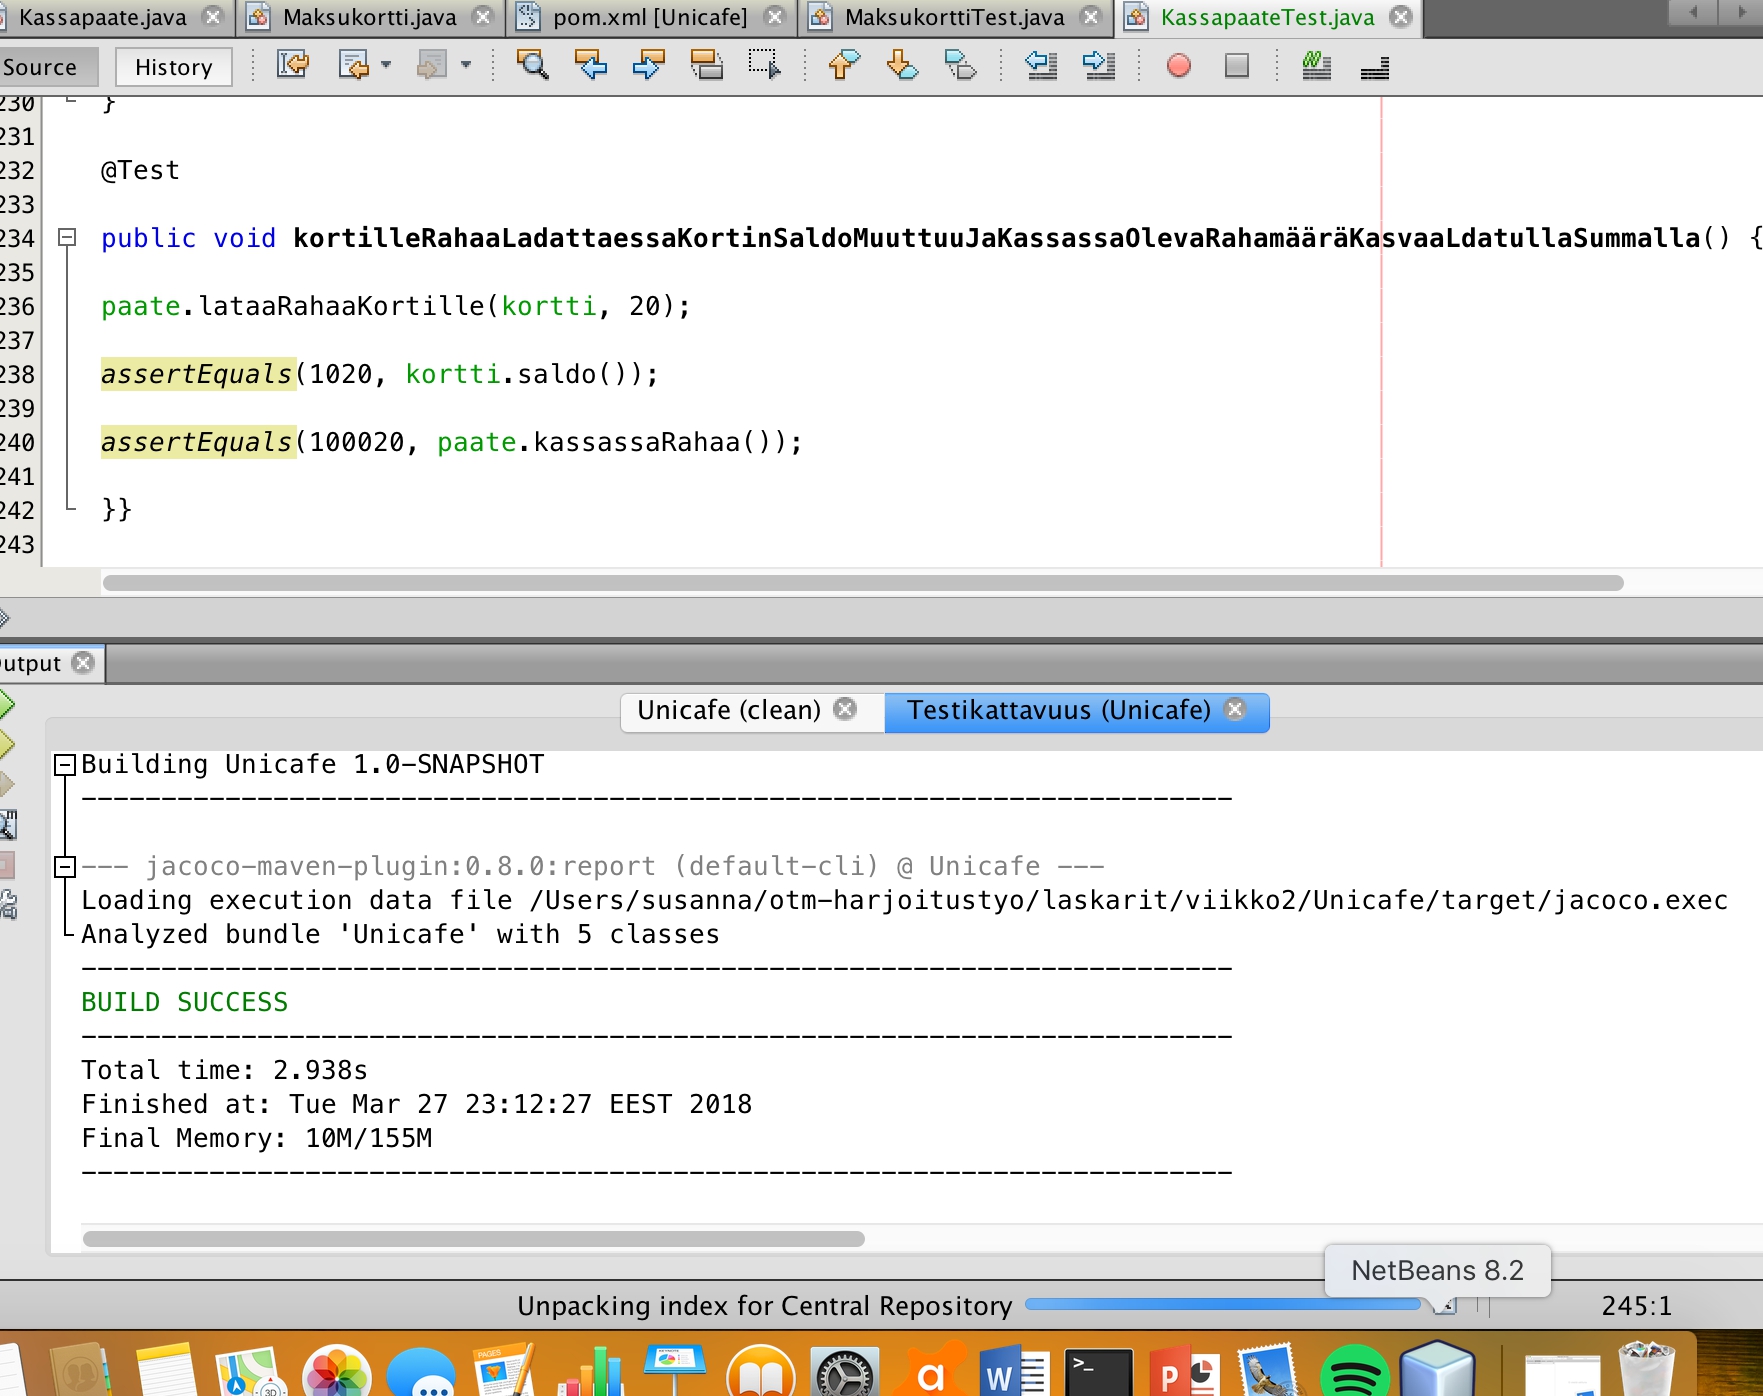 Kassapaate.java Maksukortti.java pom.xml [Unicafe] MaksukorttiTest.java KassapaateTest.java
Source History
230 }
231
232 @Test
233
234 public void kortilleRahaaLadattaessaKortinSaldoMuuttuuJaKassassaOlevaRahamääräKasvaaLdatullaSummalla() {
235
236 paate.lataaRahaaKortille(kortti, 20);
237
238 assertEquals(1020, kortti.saldo());
239
240 assertEquals(100020, paate.kassassaRahaa());
241
242 }}
243
utput
Unicafe (clean) Testikattavuus (Unicafe)
Building Unicafe 1.0-SNAPSHOT
------------------------------------------------------------------------
--- jacoco-maven-plugin:0.8.0:report (default-cli) @ Unicafe ---
Loading execution data file /Users/susanna/otm-harjoitustyo/laskarit/viikko2/Unicafe/target/jacoco.exec
Analyzed bundle 'Unicafe' with 5 classes
------------------------------------------------------------------------
BUILD SUCCESS
------------------------------------------------------------------------
Total time: 2.938s
Finished at: Tue Mar 27 23:12:27 EEST 2018
Final Memory: 10M/155M
------------------------------------------------------------------------
NetBeans 8.2
Unpacking index for Central Repository 245:1
3D
PAGES
W
>_
P